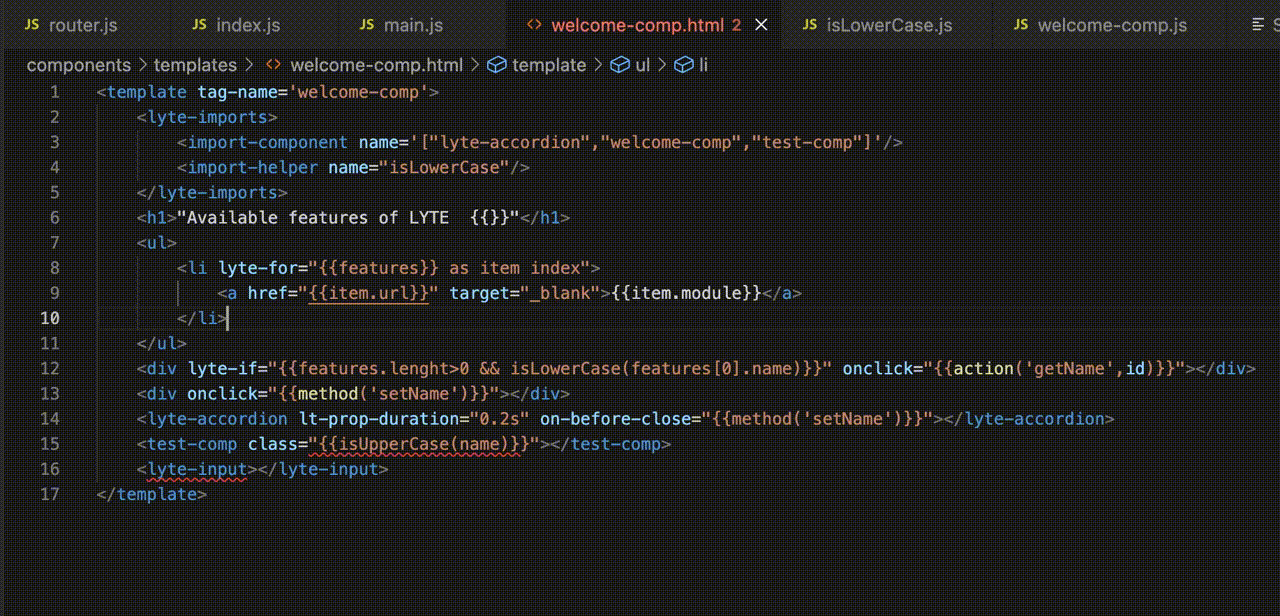 JS router.js JS index.js JS main.js <> welcome-comp.html 2 × JS isLowerCase.js JS welcome-comp.js S
components > templates > <> welcome-comp.html > template > ul > li
1 <template tag-name='welcome-comp'>
2 <lyte-imports>
3 <import-component name='["lyte-accordion","welcome-comp","test-comp"]'/>
4 <import-helper name="isLowerCase"/>
5 </lyte-imports>
6 <h1>"Available features of LYTE  {{}}"</h1>
7 <ul>
8 <li lyte-for="{{features}} as item index">
9 <a href="{{item.url}}" target="_blank">{{item.module}}</a>
10 </li>
11 </ul>
12 <div lyte-if="{{features.lenght>0 && isLowerCase(features[0].name)}}" onclick="{{action('getName',id)}}"></div>
13 <div onclick="{{method('setName')}}"></div>
14 <lyte-accordion lt-prop-duration="0.2s" on-before-close="{{method('setName')}}"></lyte-accordion>
15 <test-comp class="{{isUpperCase(name)}}"></test-comp>
16 <lyte-input></lyte-input>
17 </template>